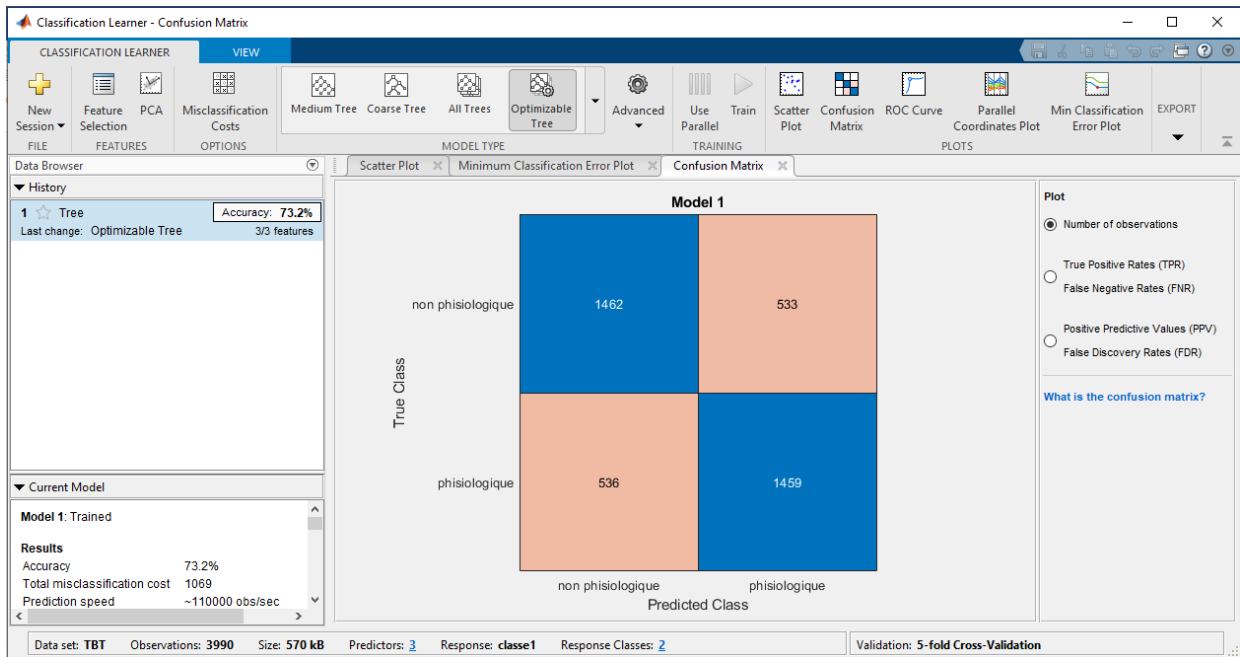 Classification Learner - Confusion Matrix
CLASSIFICATION LEARNER VIEW
New Session
Feature Selection
PCA
Misclassification Costs
Medium Tree
Coarse Tree
All Trees
Optimizable Tree
Advanced
Use Parallel
Train
Scatter Plot
Confusion Matrix
ROC Curve
Parallel Coordinates Plot
Min Classification Error Plot
EXPORT
FILE FEATURES OPTIONS MODEL TYPE TRAINING PLOTS
Data Browser
History
1 Tree Accuracy: 73.2%
Last change: Optimizable Tree 3/3 features
Current Model
Model 1: Trained
Results
Accuracy 73.2%
Total misclassification cost 1069
Prediction speed ~110000 obs/sec
Scatter Plot Minimum Classification Error Plot Confusion Matrix
Model 1
True Class
non phisiologique 1462 533
phisiologique 536 1459
non phisiologique phisiologique
Predicted Class
Plot
Number of observations
True Positive Rates (TPR)
False Negative Rates (FNR)
Positive Predictive Values (PPV)
False Discovery Rates (FDR)
What is the confusion matrix?
Data set: TBT Observations: 3990 Size: 570 kB Predictors: 3 Response: classe1 Response Classes: 2 Validation: 5-fold Cross-Validation